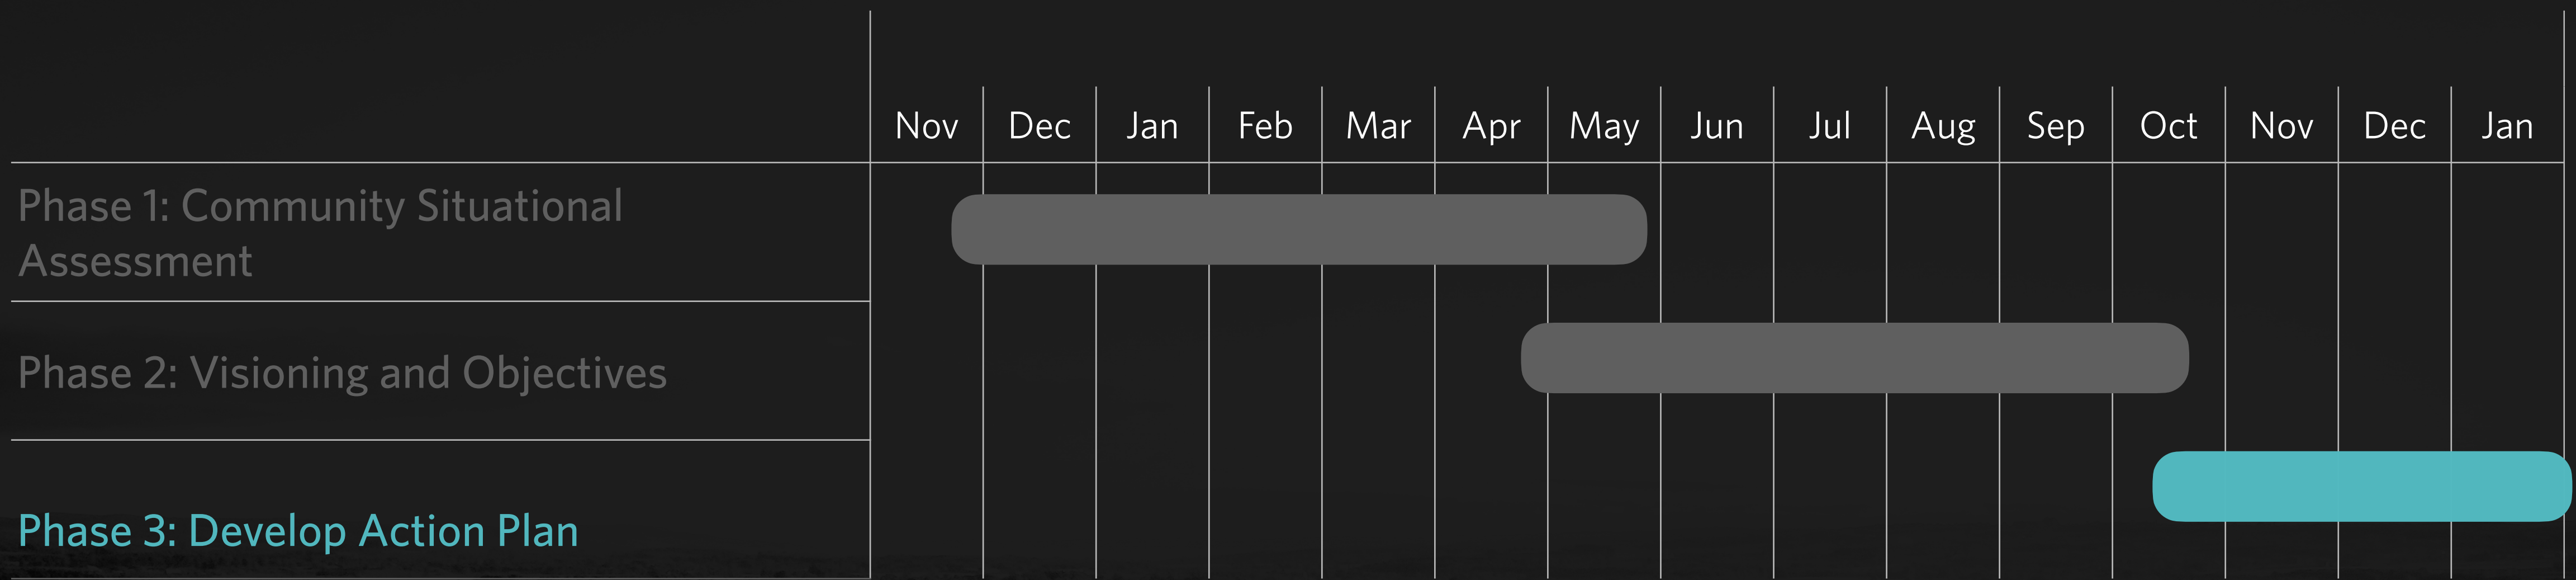 Nov Dec Jan Feb Mar Apr May Jun Jul Aug Sep Oct Nov Dec Jan
Phase 1: Community Situational
Assessment
Phase 2: Visioning and Objectives
Phase 3: Develop Action Plan